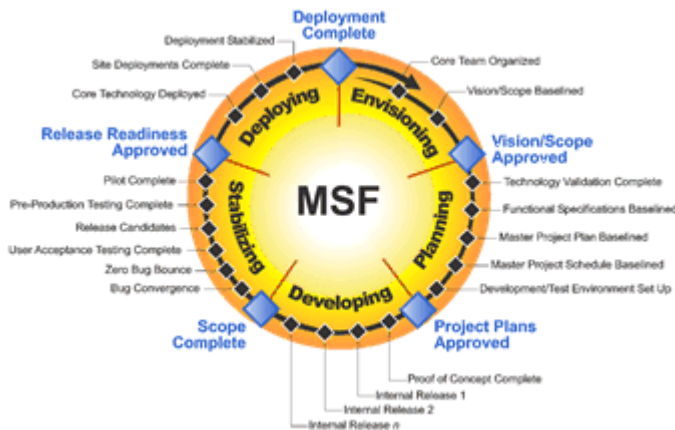 Deployment
Complete
Deployment Stabilized
Core Team Organized
Site Deployments Complete
Vision/Scope Baselined
Core Technology Deployed
Deploying
Envisioning
Release Readiness
Approved
Vision/Scope
Approved
Pilot Complete
Technology Validation Complete
Pre-Production Testing Complete
Functional Specifications Baselined
MSF
Release Candidates
Stabilizing
Planning
Master Project Plan Baselined
User Acceptance Testing Complete
Master Project Schedule Baselined
Zero Bug Bounce
Bug Convergence
Developing
Development/Test Environment Set Up
Scope
Complete
Project Plans
Approved
Proof of Concept Complete
Internal Release 1
Internal Release 2
Internal Release n